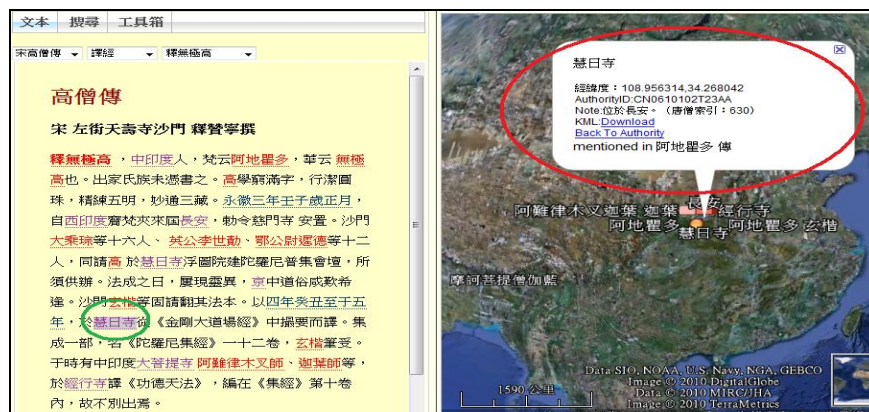 文本 搜尋 工具箱
宋高僧傳 譯經 釋無極高
高僧傳
宋 左街天壽寺沙門 釋贊寧撰
釋無極高，中印度人，梵云阿地瞿多，華云 無極
高也。出家氏族未憑書之。高學窮滿字，行潔圓
珠，精練五明，妙通三藏。永徽三年壬子歲正月，
自西印度齎梵夾來屆長安，勅令慈門寺 安置。沙門
大乘琮等十六人、英公李世勣、鄂公尉遲德等十二
人，同請高 於慧日寺浮圖院建陀羅尼普集會壇，所
須供辦。法成之日，屢現靈異，京中道俗咸歎希
逢。沙門玄楷等固請翻其法本。以四年癸丑至于五
年，於慧日寺從《金剛大道場經》中撮要而譯。集
成一部，名《陀羅尼集經》一十二卷，玄楷筆受。
于時有中印度大菩提寺 阿難律木叉師、迦葉師等，
於經行寺譯《功德天法》，編在《集經》第十卷
內，故不別出焉。
慧日寺
經緯度：108.956314,34.268042
AuthorityID:CN0610102T23AA
Note:位於長安。（唐僧索引：630）
KML:Download
Back To Authority
mentioned in 阿地瞿多 傳
長安
阿難律木叉迦葉 迦葉 經行寺
阿地瞿多 慧日寺 阿地瞿多 玄楷
摩訶菩提僧伽藍
Data SIO, NOAA, U.S. Navy, NGA, GEBCO
Image © 2010 DigitalGlobe
Data © 2010 MIRC/JHA
Image © 2010 TerraMetrics
1590 公里